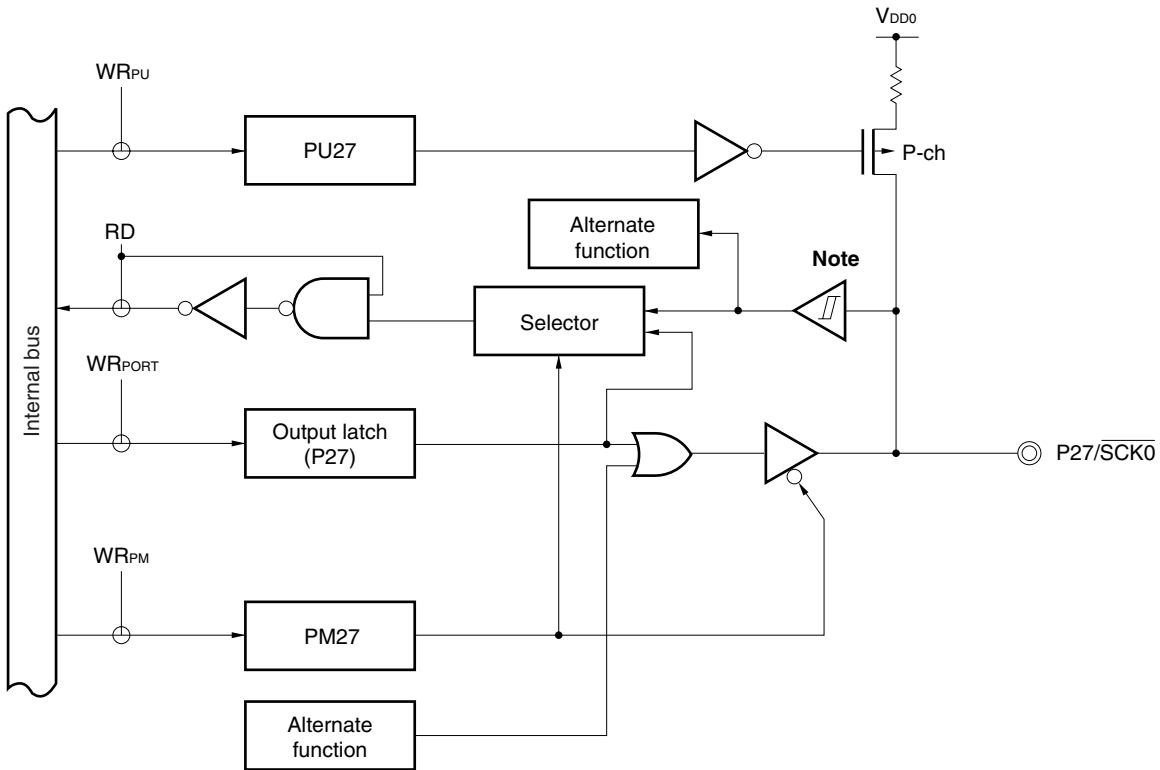 VDD0
WRPU
PU27
P-ch
RD
Alternate
function
Note
Selector
WRPORT
Internal bus
Output latch
(P27)
P27/S̅C̅K̅0̅
WRPM
PM27
Alternate
function